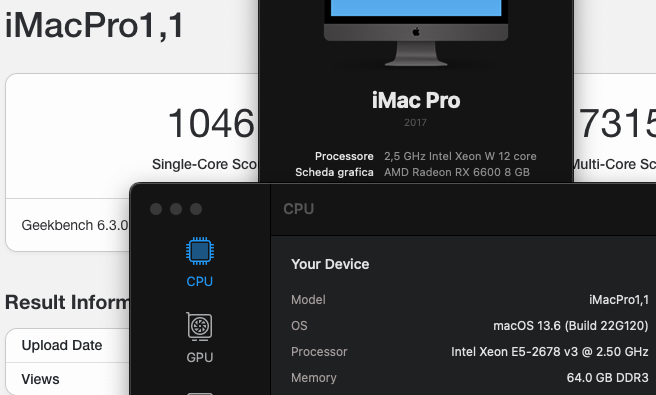 iMacPro1,1
1046
Single-Core Sco
Geekbench 6.3.0
Result Inform
Upload Date
Views
iMac Pro
2017
Processore 2,5 GHz Intel Xeon W 12 core
Scheda grafica AMD Radeon RX 6600 8 GB
7315
Multi-Core Sc
CPU
GPU
CPU
Your Device
Model iMacPro1,1
OS macOS 13.6 (Build 22G120)
Processor Intel Xeon E5-2678 v3 @ 2.50 GHz
Memory 64.0 GB DDR3